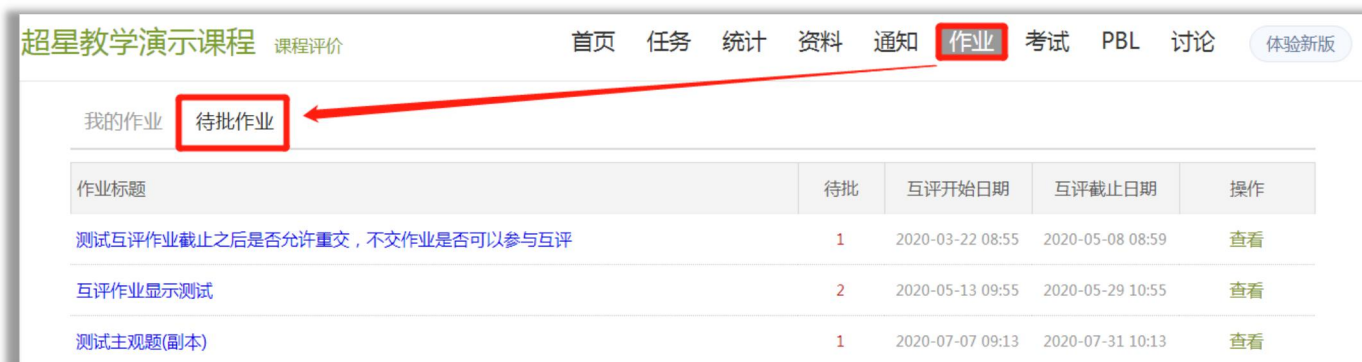 超星教学演示课程 课程评价 首页 任务 统计 资料 通知 作业 考试 PBL 讨论 体验新版
我的作业 待批作业
作业标题 待批 互评开始日期 互评截止日期 操作
测试互评作业截止之后是否允许重交，不交作业是否可以参与互评 1 2020-03-22 08:55 2020-05-08 08:59 查看
互评作业显示测试 2 2020-05-13 09:55 2020-05-29 10:55 查看
测试主观题(副本) 1 2020-07-07 09:13 2020-07-31 10:13 查看